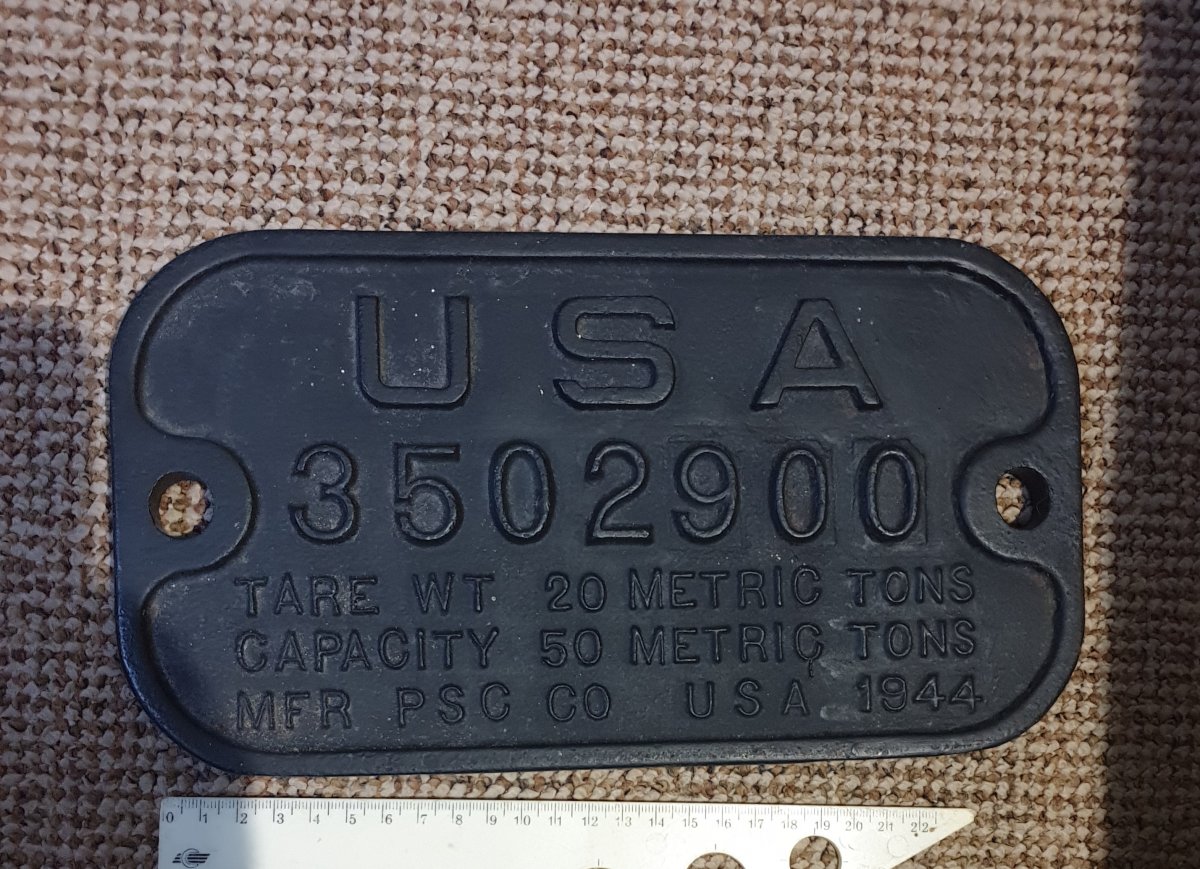 USA
3502900
TARE WT 20 METRIC TONS
CAPACITY 50 METRIC TONS
MFR PSC CO USA 1944
0 1 2 3 4 5 6 7 8 9 10 11 12 13 14 15 16 17 18 19 20 21 22